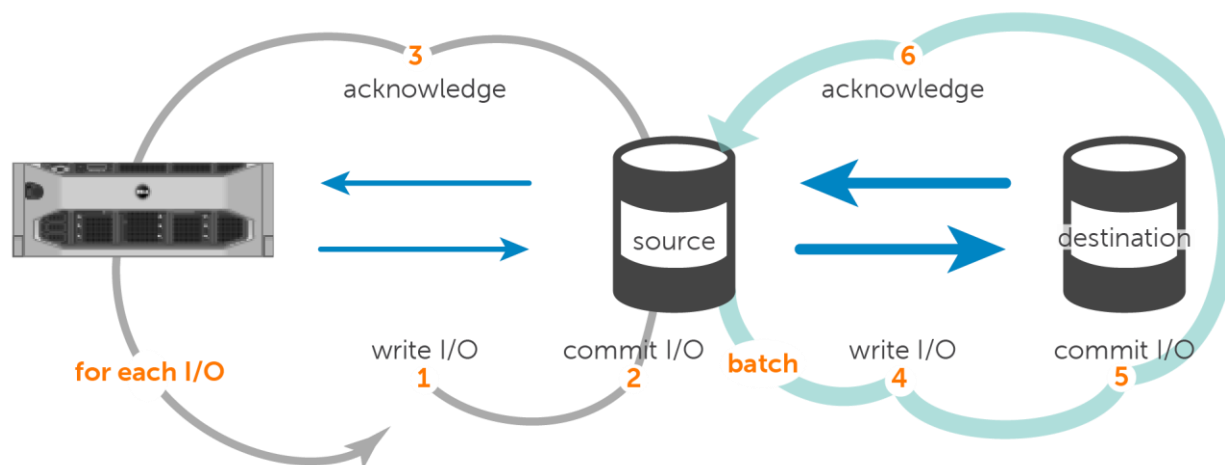 3
acknowledge
6
acknowledge
source
destination
for each I/O
write I/O
1
commit I/O
2
batch
write I/O
4
commit I/O
5